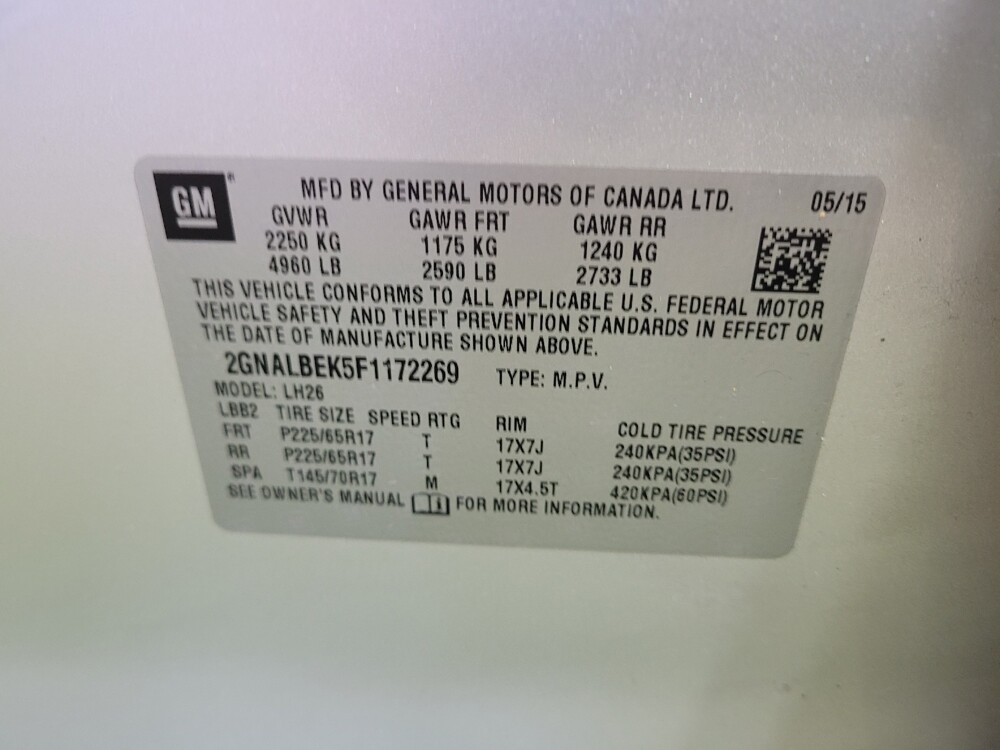 GM
MFD BY GENERAL MOTORS OF CANADA LTD. 05/15
GVWR GAWR FRT GAWR RR
2250 KG 1175 KG 1240 KG
4960 LB 2590 LB 2733 LB
THIS VEHICLE CONFORMS TO ALL APPLICABLE U.S. FEDERAL MOTOR
VEHICLE SAFETY AND THEFT PREVENTION STANDARDS IN EFFECT ON
THE DATE OF MANUFACTURE SHOWN ABOVE.
2GNALBEK5F1172269 TYPE: M.P.V.
MODEL: LH26
LBB2 TIRE SIZE SPEED RTG RIM COLD TIRE PRESSURE
FRT P225/65R17 T 17X7J 240KPA(35PSI)
RR P225/65R17 T 17X7J 240KPA(35PSI)
SPA T145/70R17 M 17X4.5T 420KPA(60PSI)
SEE OWNER'S MANUAL FOR MORE INFORMATION.